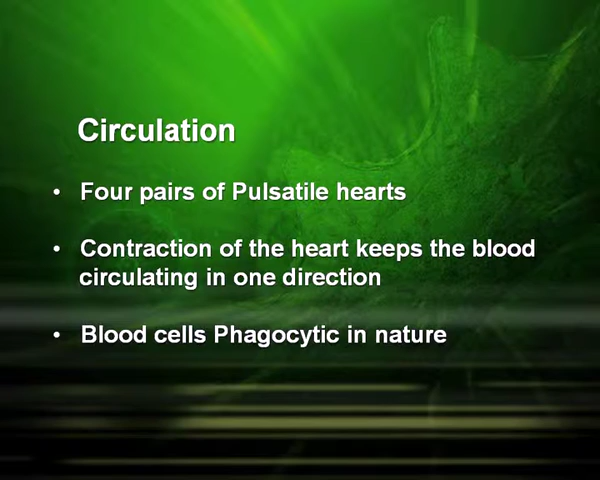 Circulation
• Four pairs of Pulsatile hearts
• Contraction of the heart keeps the blood
circulating in one direction
• Blood cells Phagocytic in nature